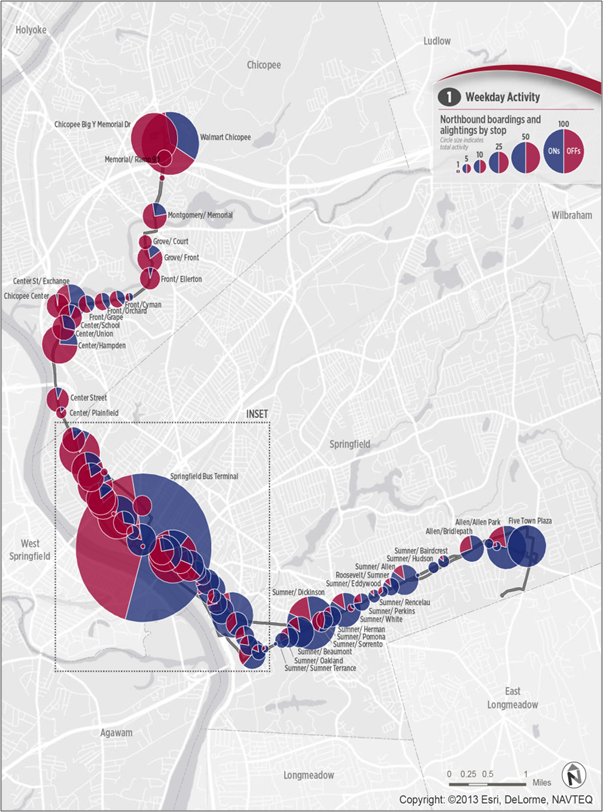 Holyoke
Chicopee
Ludlow
1 Weekday Activity
Northbound boardings and
alightings by stop
Circle size indicates
total activity
1
5
10
25
50
100
ONs
OFFs
Chicopee Big Y Memorial Dr
Walmart Chicopee
Memorial/
Montgomery/ Memorial
Wilbraham
Grove/ Court
Grove/ Front
Front/ Ellerton
Center St/ Exchange
Chicopee Center
Front/Cyman
Front/Orchard
Front/Grape
Center/School
Center/Union
Center/Hampden
Center Street
Center/ Plainfield
INSET
Springfield
Springfield Bus Terminal
West
Springfield
Allen/Allen Park
Five Town Plaza
Allen/Bridlepath
Sumner/ Bairdcrest
Sumner/ Hudson
Sumner/ Allen
Roosevelt/ Sumner
Sumner/ Eddywood
Sumner/ Dickinson
Sumner/ Rencelau
Sumner/ Perkins
Sumner/ White
Sumner/ Herman
Sumner/ Pomona
Sumner/ Sorrento
Sumner/ Beaumont
Sumner/ Oakland
Sumner/ Sumner Terrance
East
Longmeadow
Agawam
Longmeadow
N
0 0.25 0.5 1
Miles
Copyright: ©2013 Esri, DeLorme, NAVTEQ